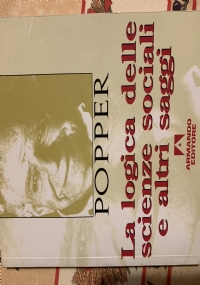 POPPER
La logica delle
scienze sociali
e altri saggi
ARMANDO
EDITORE